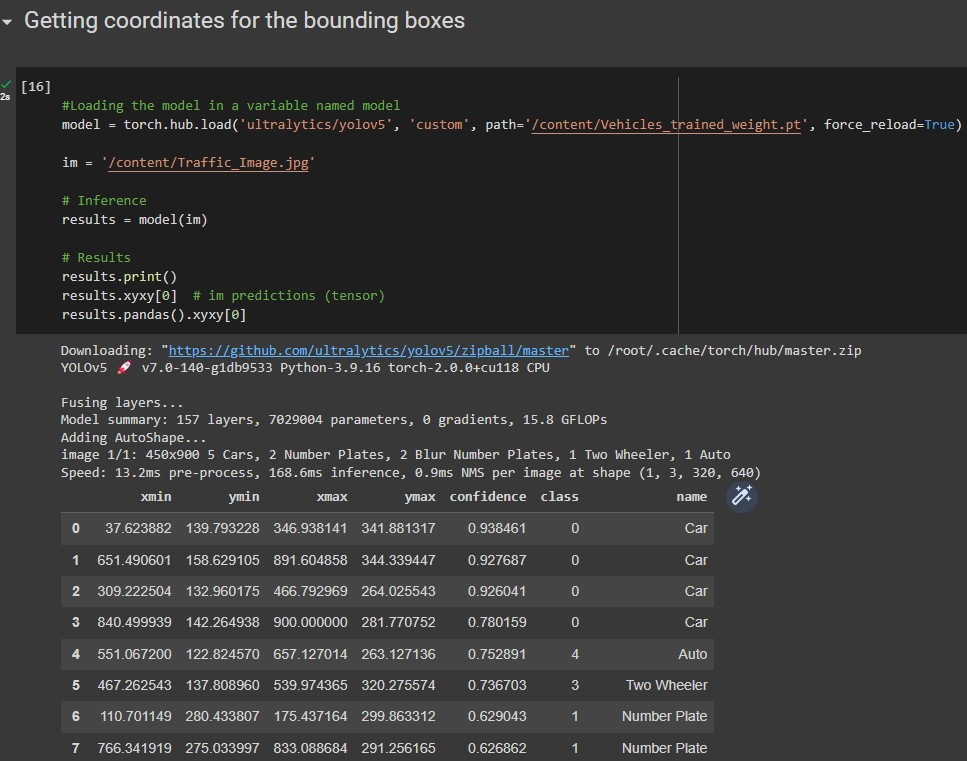 Getting coordinates for the bounding boxes
[16]
2s
#Loading the model in a variable named model
model = torch.hub.load('ultralytics/yolov5', 'custom', path='/content/Vehicles_trained_weight.pt', force_reload=True)
im = '/content/Traffic_Image.jpg'
# Inference
results = model(im)
# Results
results.print()
results.xyxy[0]  # im predictions (tensor)
results.pandas().xyxy[0]
Downloading: "https://github.com/ultralytics/yolov5/zipball/master" to /root/.cache/torch/hub/master.zip
YOLOv5 🚀 v7.0-140-g1db9533 Python-3.9.16 torch-2.0.0+cu118 CPU
Fusing layers...
Model summary: 157 layers, 7029004 parameters, 0 gradients, 15.8 GFLOPs
Adding AutoShape...
image 1/1: 450x900 5 Cars, 2 Number Plates, 2 Blur Number Plates, 1 Two Wheeler, 1 Auto
Speed: 13.2ms pre-process, 168.6ms inference, 0.9ms NMS per image at shape (1, 3, 320, 640)
xmin ymin xmax ymax confidence class name
0 37.623882 139.793228 346.938141 341.881317 0.938461 0 Car
1 651.490601 158.629105 891.604858 344.339447 0.927687 0 Car
2 309.222504 132.960175 466.792969 264.025543 0.926041 0 Car
3 840.499939 142.264938 900.000000 281.770752 0.780159 0 Car
4 551.067200 122.824570 657.127014 263.127136 0.752891 4 Auto
5 467.262543 137.808960 539.974365 320.275574 0.736703 3 Two Wheeler
6 110.701149 280.433807 175.437164 299.863312 0.629043 1 Number Plate
7 766.341919 275.033997 833.088684 291.256165 0.626862 1 Number Plate